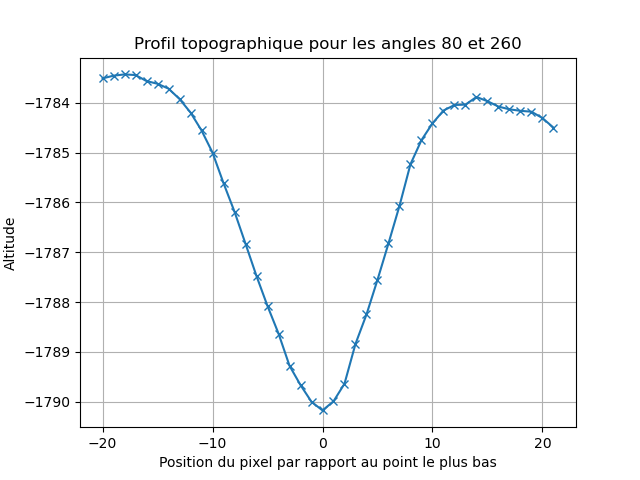 Profil topographique pour les angles 80 et 260
−1784
−1785
−1786
−1787
−1788
−1789
−1790
Altitude
−20 −10 0 10 20
Position du pixel par rapport au point le plus bas